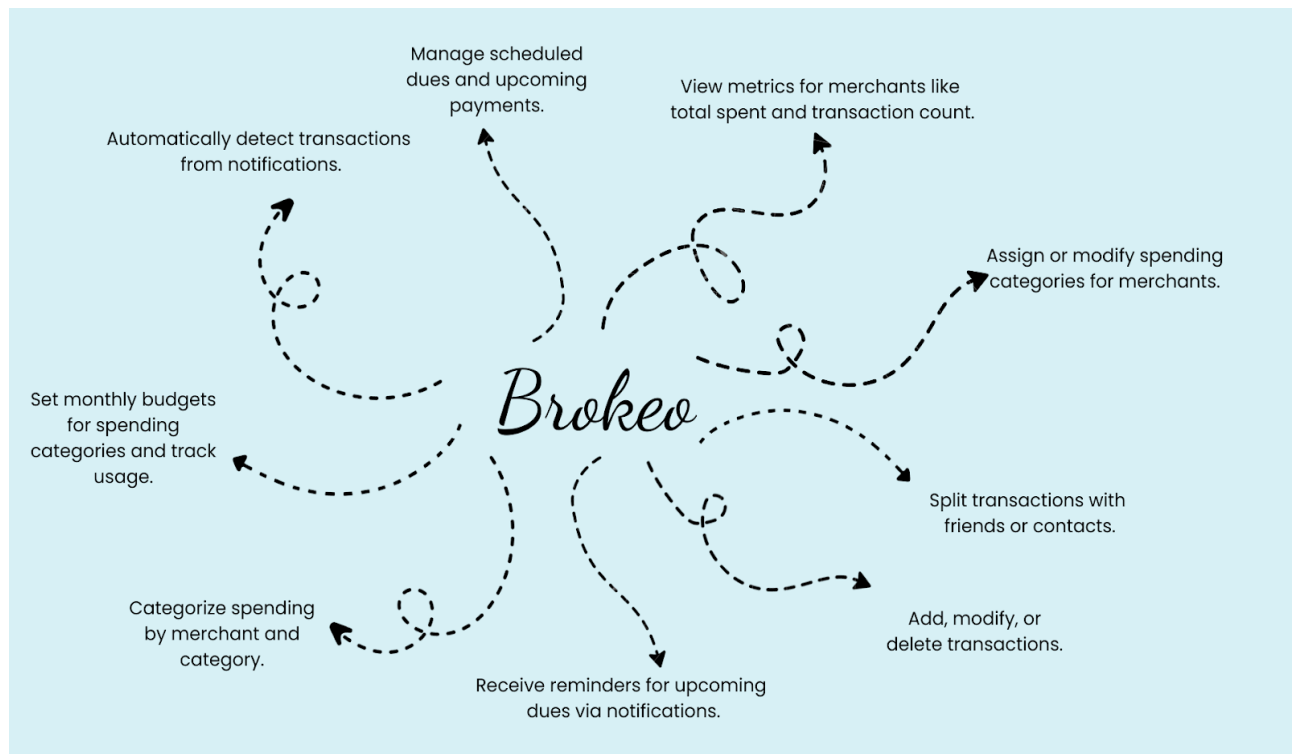 Manage scheduled
dues and upcoming
payments.
View metrics for merchants like
total spent and transaction count.
Automatically detect transactions
from notifications.
Assign or modify spending
categories for merchants.
Brokeo
Set monthly budgets
for spending
categories and track
usage.
Split transactions with
friends or contacts.
Categorize spending
by merchant and
category.
Add, modify, or
delete transactions.
Receive reminders for upcoming
dues via notifications.